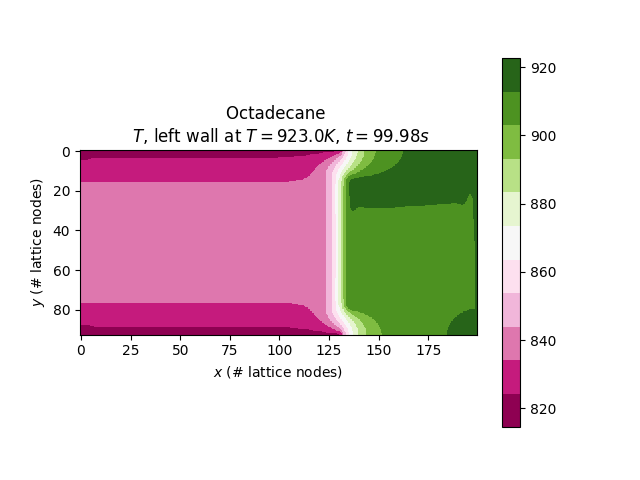 Octadecane
T, left wall at T = 923.0K, t = 99.98s
0
20
40
60
80
y (# lattice nodes)
0 25 50 75 100 125 150 175
x (# lattice nodes)
920
900
880
860
840
820